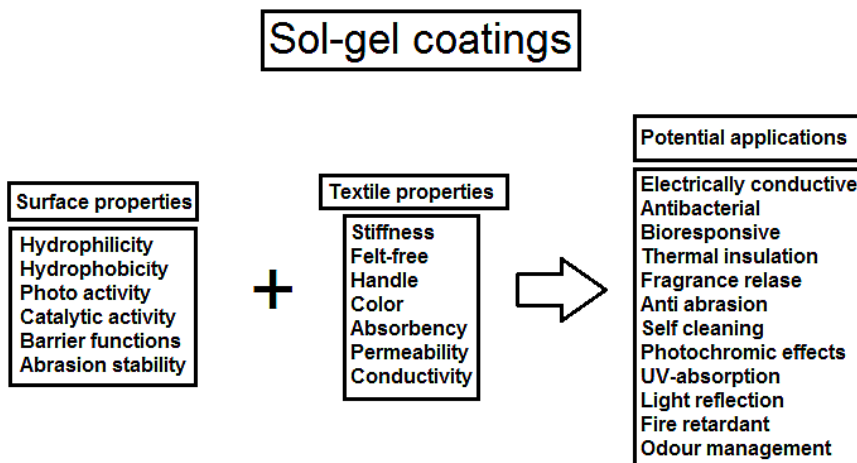 Sol-gel coatings
Surface properties
Hydrophilicity
Hydrophobicity
Photo activity
Catalytic activity
Barrier functions
Abrasion stability
+
Textile properties
Stiffness
Felt-free
Handle
Color
Absorbency
Permeability
Conductivity
Potential applications
Electrically conductive
Antibacterial
Bioresponsive
Thermal insulation
Fragrance relase
Anti abrasion
Self cleaning
Photochromic effects
UV-absorption
Light reflection
Fire retardant
Odour management